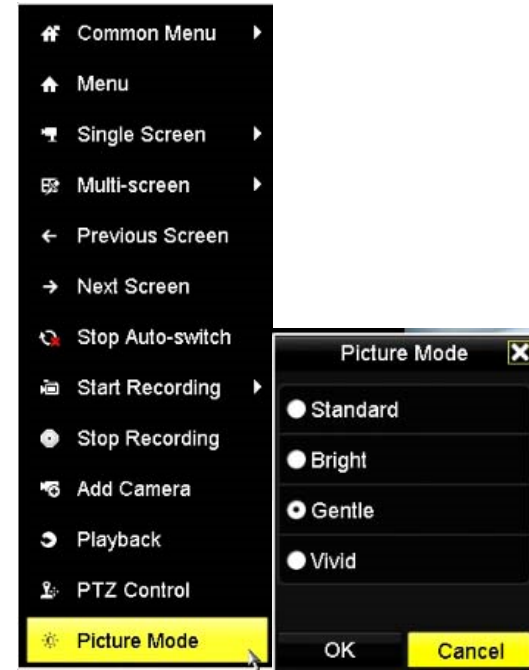 Common Menu
Menu
Single Screen
Multi-screen
Previous Screen
Next Screen
Stop Auto-switch
Start Recording
Stop Recording
Add Camera
Playback
PTZ Control
Picture Mode
Picture Mode
Standard
Bright
Gentle
Vivid
OK Cancel